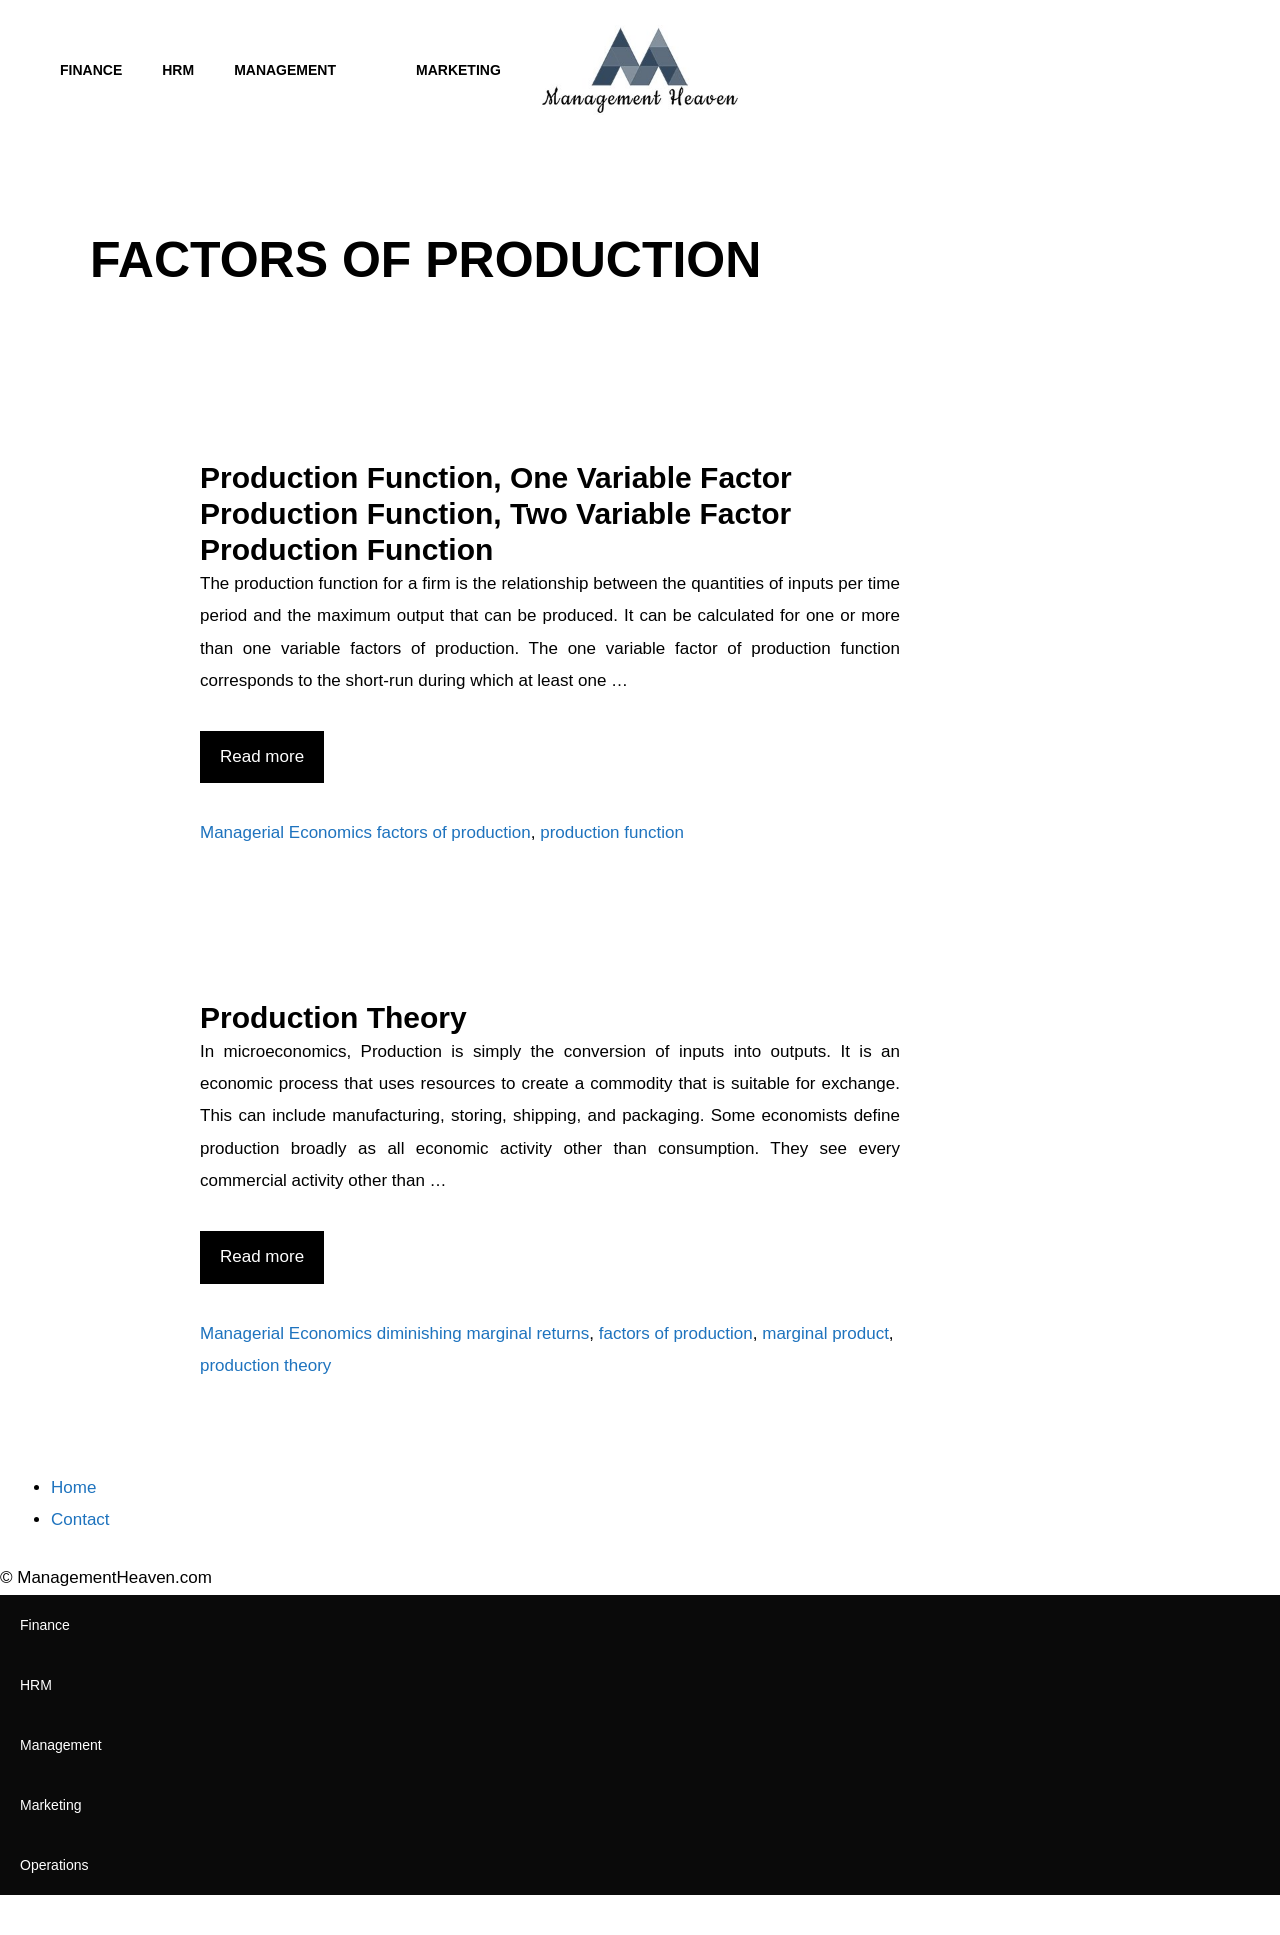 FINANCE
HRM
MANAGEMENT
MARKETING
Management Heaven
FACTORS OF PRODUCTION
Production Function, One Variable Factor
Production Function, Two Variable Factor
Production Function
The production function for a firm is the relationship between the quantities of inputs per time
period and the maximum output that can be produced. It can be calculated for one or more
than one variable factors of production. The one variable factor of production function
corresponds to the short-run during which at least one …
Read more
Managerial Economics factors of production, production function
Production Theory
In microeconomics, Production is simply the conversion of inputs into outputs. It is an
economic process that uses resources to create a commodity that is suitable for exchange.
This can include manufacturing, storing, shipping, and packaging. Some economists define
production broadly as all economic activity other than consumption. They see every
commercial activity other than …
Read more
Managerial Economics diminishing marginal returns, factors of production, marginal product,
production theory
Home
Contact
© ManagementHeaven.com
Finance
HRM
Management
Marketing
Operations